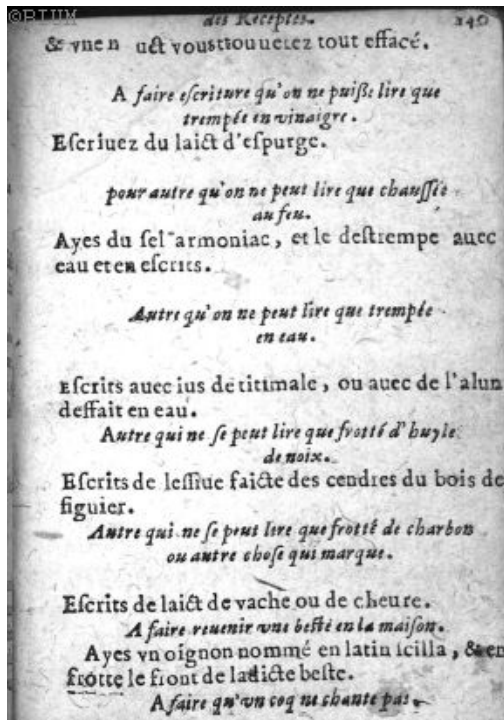 ©BIUM
des Receptes. 240
& vne n uct vousttouuerez tout effacé.
A faire eſcriture qu'on ne puiſſe lire que
trempée en vinaigre.
Eſcriuez du laict d'eſpurge.
pour autre qu'on ne peut lire que chauffée
au feu.
Ayes du ſel armoniac, et le deſtrempe auec
eau et en eſcrits.
Autre qu'on ne peut lire que trempée
en eau.
Eſcrits auec ius de titimale, ou auec de l'alun
deffait en eau.
Autre qui ne ſe peut lire que frotté d'huyle
de noix.
Eſcrits de leſſiue faicte des cendres du bois de
figuier.
Autre qui ne ſe peut lire que frotté de charbon
ou autre choſe qui marque.
Eſcrits de laict de vache ou de cheure.
A faire reuenir vne beſte en la maiſon.
Ayes vn oignon nommé en latin ſcilla, & en
frotte le front de ladicte beſte.
A faire qu'vn coq ne chante pas.